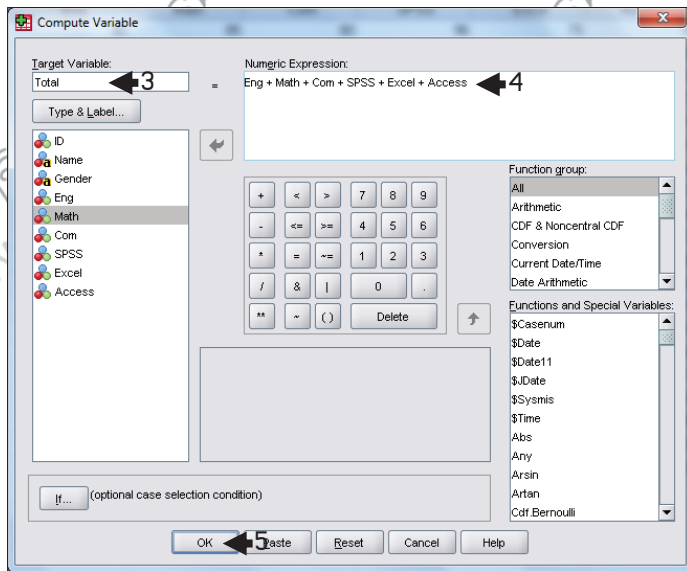 Compute Variable
Target Variable:
Total
3
=
Numeric Expression:
Eng + Math + Com + SPSS + Excel + Access
4
Type & Label...
ID
Name
Gender
Eng
Math
Com
SPSS
Excel
Access
+ < > 7 8 9
- <= >= 4 5 6
* = ~= 1 2 3
/ & | 0 .
** ~ ( ) Delete
Function group:
All
Arithmetic
CDF & Noncentral CDF
Conversion
Current Date/Time
Date Arithmetic
Functions and Special Variables:
$Casenum
$Date
$Date11
$JDate
$Sysmis
$Time
Abs
Any
Arsin
Artan
Cdf.Bernoulli
If... (optional case selection condition)
OK 5 Paste Reset Cancel Help